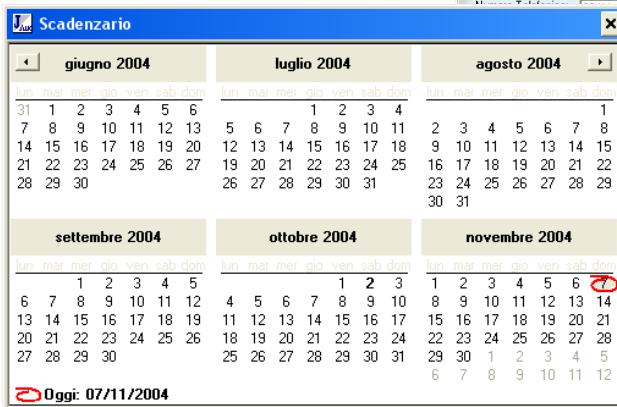 Scadenzario
giugno 2004
lun mar mer gio ven sab dom
31 1 2 3 4 5 6
7 8 9 10 11 12 13
14 15 16 17 18 19 20
21 22 23 24 25 26 27
28 29 30
luglio 2004
lun mar mer gio ven sab dom
1 2 3 4
5 6 7 8 9 10 11
12 13 14 15 16 17 18
19 20 21 22 23 24 25
26 27 28 29 30 31
agosto 2004
lun mar mer gio ven sab dom
1
2 3 4 5 6 7 8
9 10 11 12 13 14 15
16 17 18 19 20 21 22
23 24 25 26 27 28 29
30 31
settembre 2004
lun mar mer gio ven sab dom
1 2 3 4 5
6 7 8 9 10 11 12
13 14 15 16 17 18 19
20 21 22 23 24 25 26
27 28 29 30
ottobre 2004
lun mar mer gio ven sab dom
1 2 3
4 5 6 7 8 9 10
11 12 13 14 15 16 17
18 19 20 21 22 23 24
25 26 27 28 29 30 31
novembre 2004
lun mar mer gio ven sab dom
1 2 3 4 5 6 7
8 9 10 11 12 13 14
15 16 17 18 19 20 21
22 23 24 25 26 27 28
29 30 1 2 3 4 5
6 7 8 9 10 11 12
Oggi: 07/11/2004